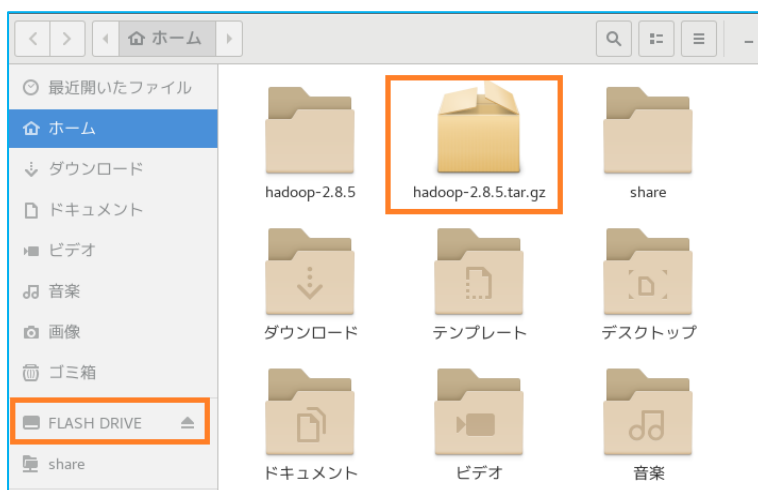 ホーム
最近開いたファイル
ホーム
ダウンロード
ドキュメント
ビデオ
音楽
画像
ゴミ箱
FLASH DRIVE
share
hadoop-2.8.5
hadoop-2.8.5.tar.gz
share
ダウンロード
テンプレート
デスクトップ
ドキュメント
ビデオ
音楽